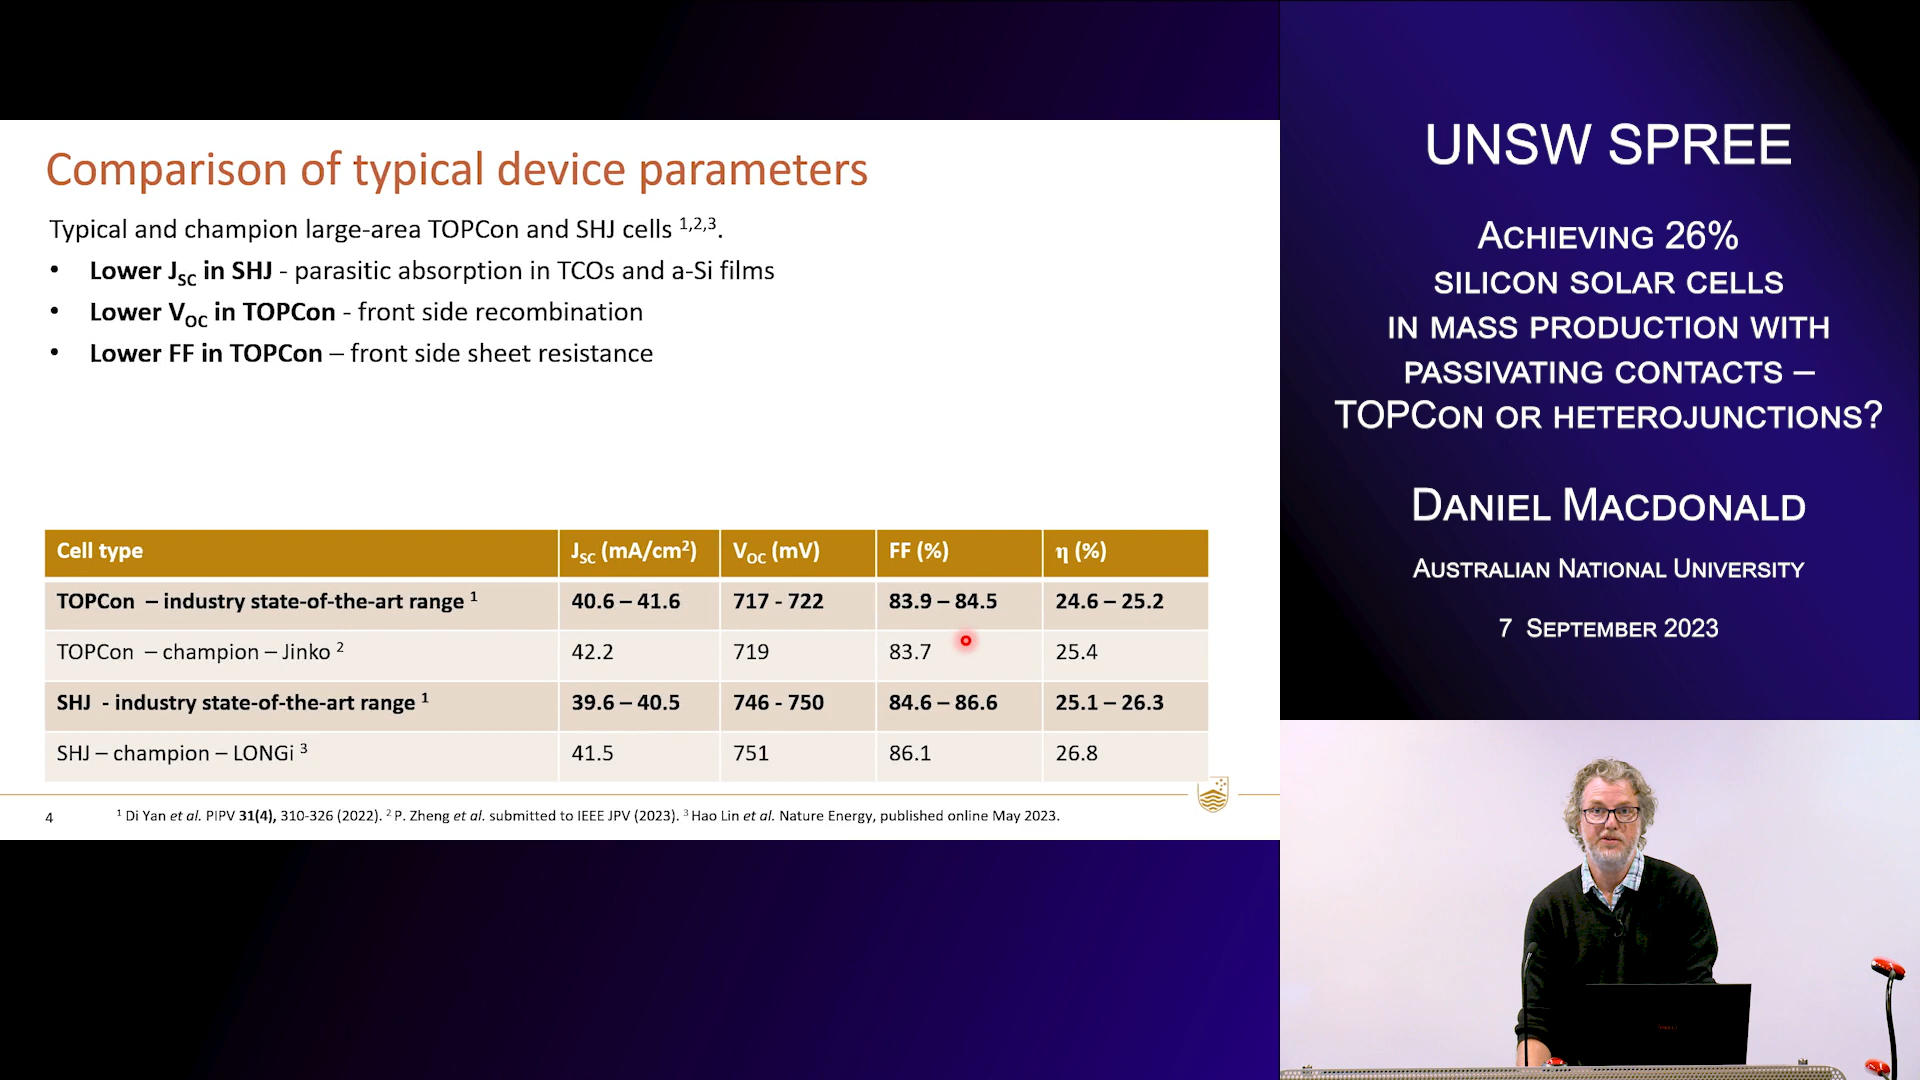 Comparison of typical device parameters
Typical and champion large-area TOPCon and SHJ cells 1,2,3.
• Lower JSC in SHJ - parasitic absorption in TCOs and a-Si films
• Lower VOC in TOPCon - front side recombination
• Lower FF in TOPCon – front side sheet resistance
Cell type JSC (mA/cm2) VOC (mV) FF (%) η (%)
TOPCon – industry state-of-the-art range 1 40.6 – 41.6 717 - 722 83.9 – 84.5 24.6 – 25.2
TOPCon – champion – Jinko 2 42.2 719 83.7 25.4
SHJ - industry state-of-the-art range 1 39.6 – 40.5 746 - 750 84.6 – 86.6 25.1 – 26.3
SHJ – champion – LONGi 3 41.5 751 86.1 26.8
4 1 Di Yan et al. PIPV 31(4), 310-326 (2022). 2 P. Zheng et al. submitted to IEEE JPV (2023). 3 Hao Lin et al. Nature Energy, published online May 2023.
UNSW SPREE
ACHIEVING 26%
SILICON SOLAR CELLS
IN MASS PRODUCTION WITH
PASSIVATING CONTACTS –
TOPCON OR HETEROJUNCTIONS?
DANIEL MACDONALD
AUSTRALIAN NATIONAL UNIVERSITY
7 SEPTEMBER 2023